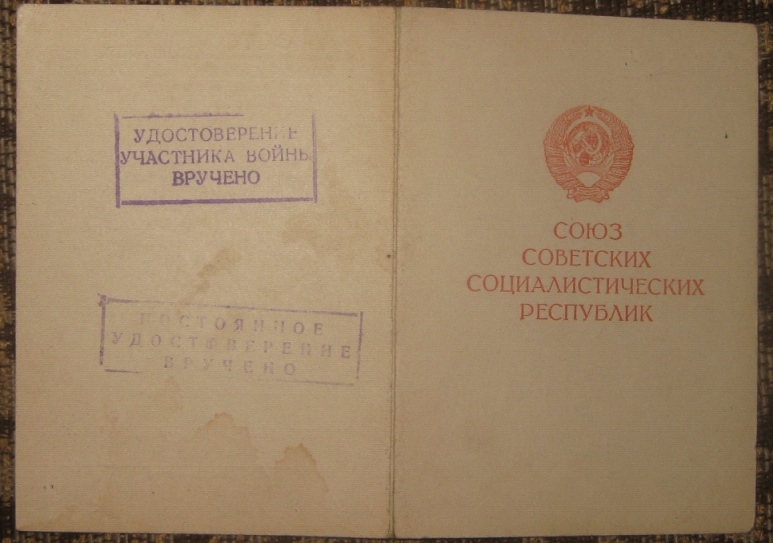 УДОСТОВЕРЕНИЕ
УЧАСТНИКА ВОЙНЫ
ВРУЧЕНО
ПОСТОЯННОЕ
УДОСТОВЕРЕНИЕ
ВРУЧЕНО
СОЮЗ
СОВЕТСКИХ
СОЦИАЛИСТИЧЕСКИХ
РЕСПУБЛИК